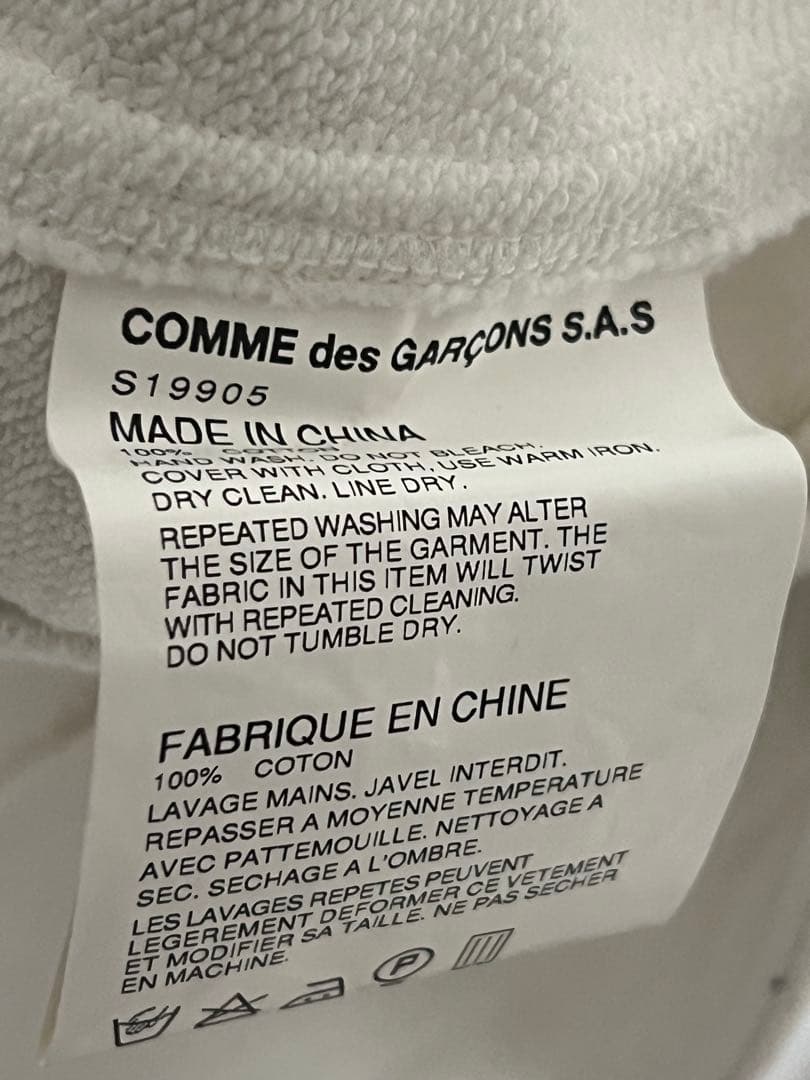 COMME des GARÇONS S.A.S
S19905
MADE IN CHINA
100% COTTON
HAND WASH. DO NOT BLEACH.
COVER WITH CLOTH, USE WARM IRON.
DRY CLEAN. LINE DRY.
REPEATED WASHING MAY ALTER
THE SIZE OF THE GARMENT. THE
FABRIC IN THIS ITEM WILL TWIST
WITH REPEATED CLEANING.
DO NOT TUMBLE DRY.
FABRIQUE EN CHINE
100% COTON
LAVAGE MAINS. JAVEL INTERDIT.
REPASSER A MOYENNE TEMPERATURE
AVEC PATTEMOUILLE. NETTOYAGE A
SEC. SECHAGE A L'OMBRE.
LES LAVAGES REPETES PEUVENT
LEGEREMENT DEFORMER CE VETEMENT
ET MODIFIER SA TAILLE. NE PAS SECHER
EN MACHINE.
P